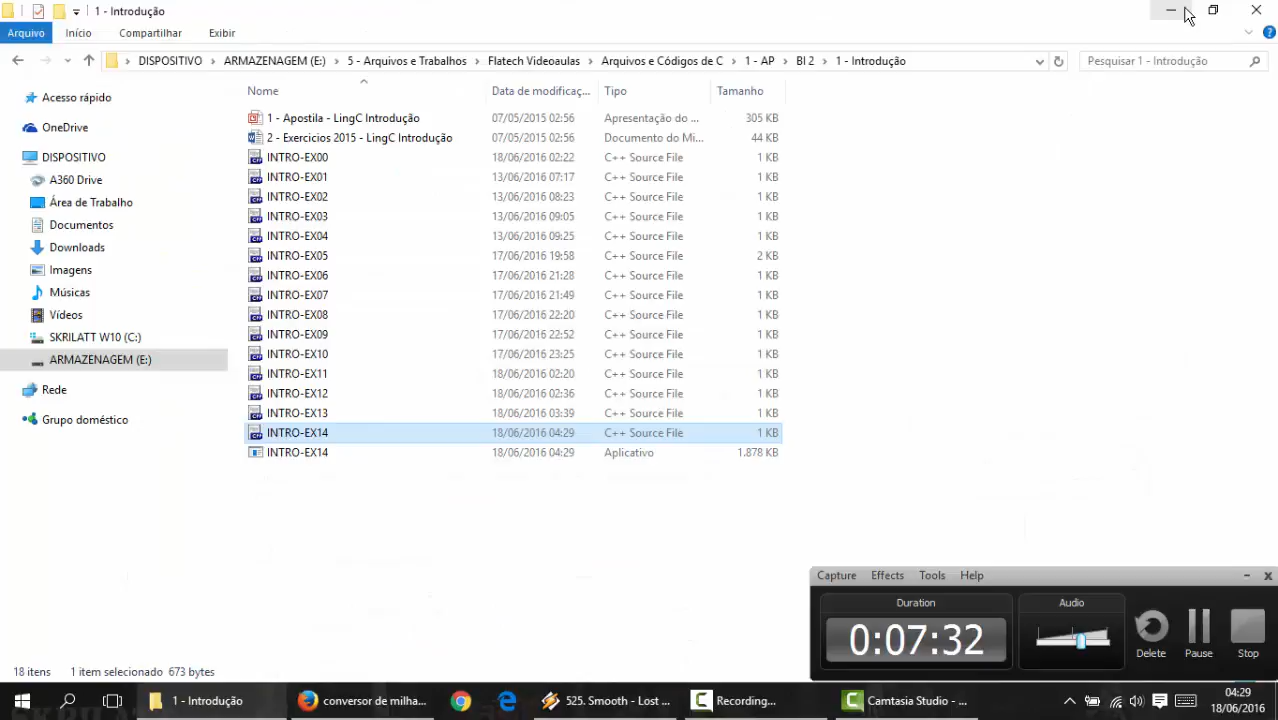 1 - Introdução
Arquivo Início Compartilhar Exibir
DISPOSITIVO > ARMAZENAGEM (E:) > 5 - Arquivos e Trabalhos > Flatech Videoaulas > Arquivos e Códigos de C > 1 - AP > BI 2 > 1 - Introdução
Pesquisar 1 - Introdução
Nome Data de modificaç... Tipo Tamanho
Acesso rápido
OneDrive
DISPOSITIVO
A360 Drive
Área de Trabalho
Documentos
Downloads
Imagens
Músicas
Vídeos
SKRILATT W10 (C:)
ARMAZENAGEM (E:)
Rede
Grupo doméstico
1 - Apostila - LingC Introdução 07/05/2015 02:56 Apresentação do ... 305 KB
2 - Exercicios 2015 - LingC Introdução 07/05/2015 02:56 Documento do Mi... 44 KB
INTRO-EX00 18/06/2016 02:22 C++ Source File 1 KB
INTRO-EX01 13/06/2016 07:17 C++ Source File 1 KB
INTRO-EX02 13/06/2016 08:23 C++ Source File 1 KB
INTRO-EX03 13/06/2016 09:05 C++ Source File 1 KB
INTRO-EX04 13/06/2016 09:25 C++ Source File 1 KB
INTRO-EX05 17/06/2016 19:58 C++ Source File 2 KB
INTRO-EX06 17/06/2016 21:28 C++ Source File 1 KB
INTRO-EX07 17/06/2016 21:49 C++ Source File 1 KB
INTRO-EX08 17/06/2016 22:20 C++ Source File 1 KB
INTRO-EX09 17/06/2016 22:52 C++ Source File 1 KB
INTRO-EX10 17/06/2016 23:25 C++ Source File 1 KB
INTRO-EX11 18/06/2016 02:20 C++ Source File 1 KB
INTRO-EX12 18/06/2016 02:36 C++ Source File 1 KB
INTRO-EX13 18/06/2016 03:39 C++ Source File 1 KB
INTRO-EX14 18/06/2016 04:29 C++ Source File 1 KB
INTRO-EX14 18/06/2016 04:29 Aplicativo 1.878 KB
Capture Effects Tools Help
Duration Audio
0:07:32
Delete Pause Stop
18 itens 1 item selecionado 673 bytes
1 - Introdução conversor de milha... 525. Smooth - Lost ... Recording... Camtasia Studio - ... 04:29
18/06/2016